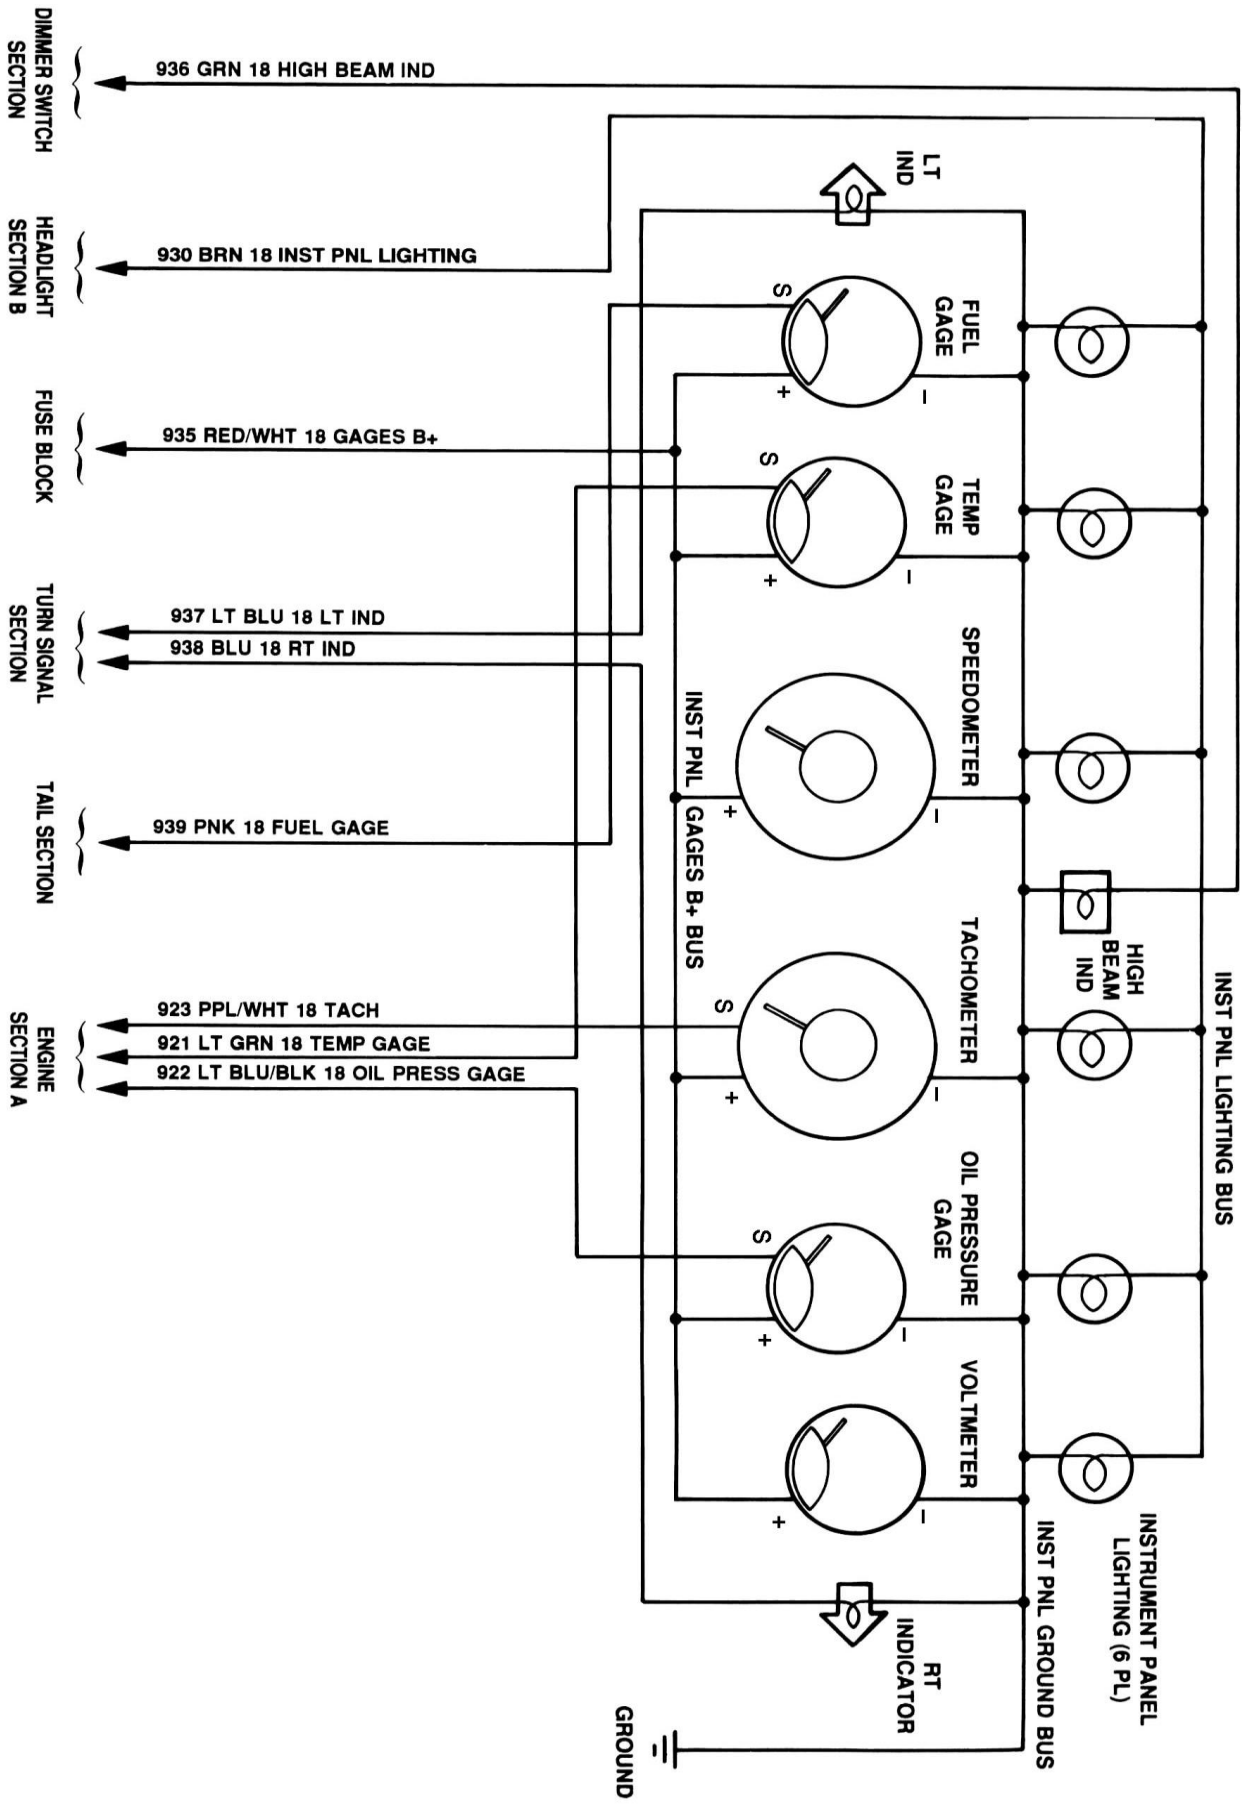 DIMMER SWITCH
SECTION
936 GRN 18 HIGH BEAM IND
HEADLIGHT
SECTION B
930 BRN 18 INST PNL LIGHTING
FUSE BLOCK
935 RED/WHT 18 GAGES B+
TURN SIGNAL
SECTION
937 LT BLU 18 LT IND
938 BLU 18 RT IND
TAIL SECTION
939 PNK 18 FUEL GAGE
ENGINE
SECTION A
923 PPL/WHT 18 TACH
921 LT GRN 18 TEMP GAGE
922 LT BLU/BLK 18 OIL PRESS GAGE
LT
IND
FUEL
GAGE
S
+
−
TEMP
GAGE
S
+
−
SPEEDOMETER
+
−
INST PNL GAGES B+ BUS
HIGH
BEAM
IND
TACHOMETER
S
+
−
INST PNL LIGHTING BUS
OIL PRESSURE
GAGE
S
+
−
VOLTMETER
+
−
INSTRUMENT PANEL
LIGHTING (6 PL)
INST PNL GROUND BUS
RT
INDICATOR
GROUND